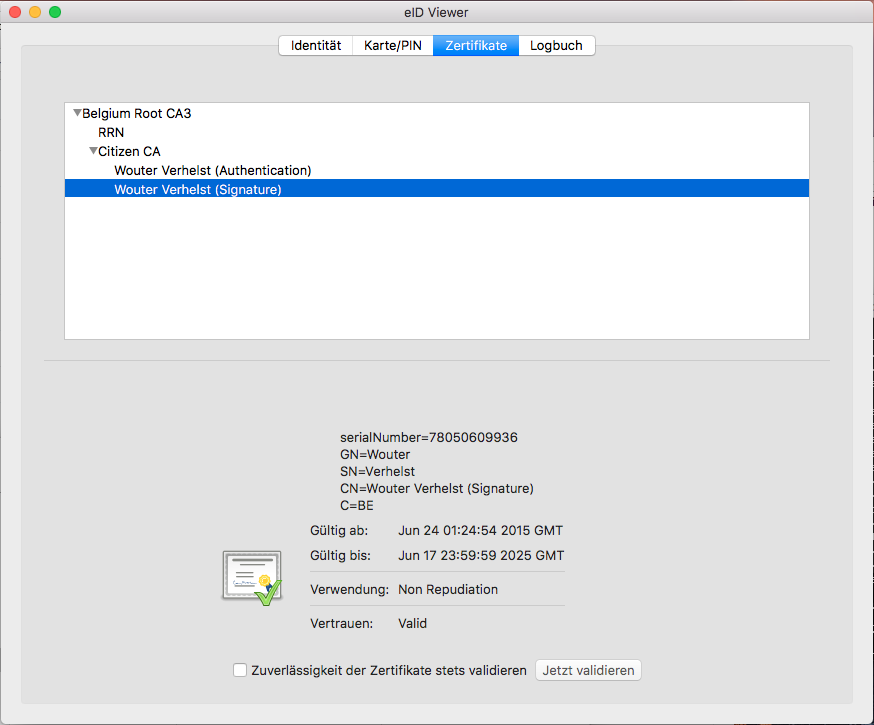 eID Viewer
Identität Karte/PIN Zertifikate Logbuch
Belgium Root CA3
RRN
Citizen CA
Wouter Verhelst (Authentication)
Wouter Verhelst (Signature)
serialNumber=78050609936
GN=Wouter
SN=Verhelst
CN=Wouter Verhelst (Signature)
C=BE
Gültig ab: Jun 24 01:24:54 2015 GMT
Gültig bis: Jun 17 23:59:59 2025 GMT
Verwendung: Non Repudiation
Vertrauen: Valid
Zuverlässigkeit der Zertifikate stets validieren Jetzt validieren